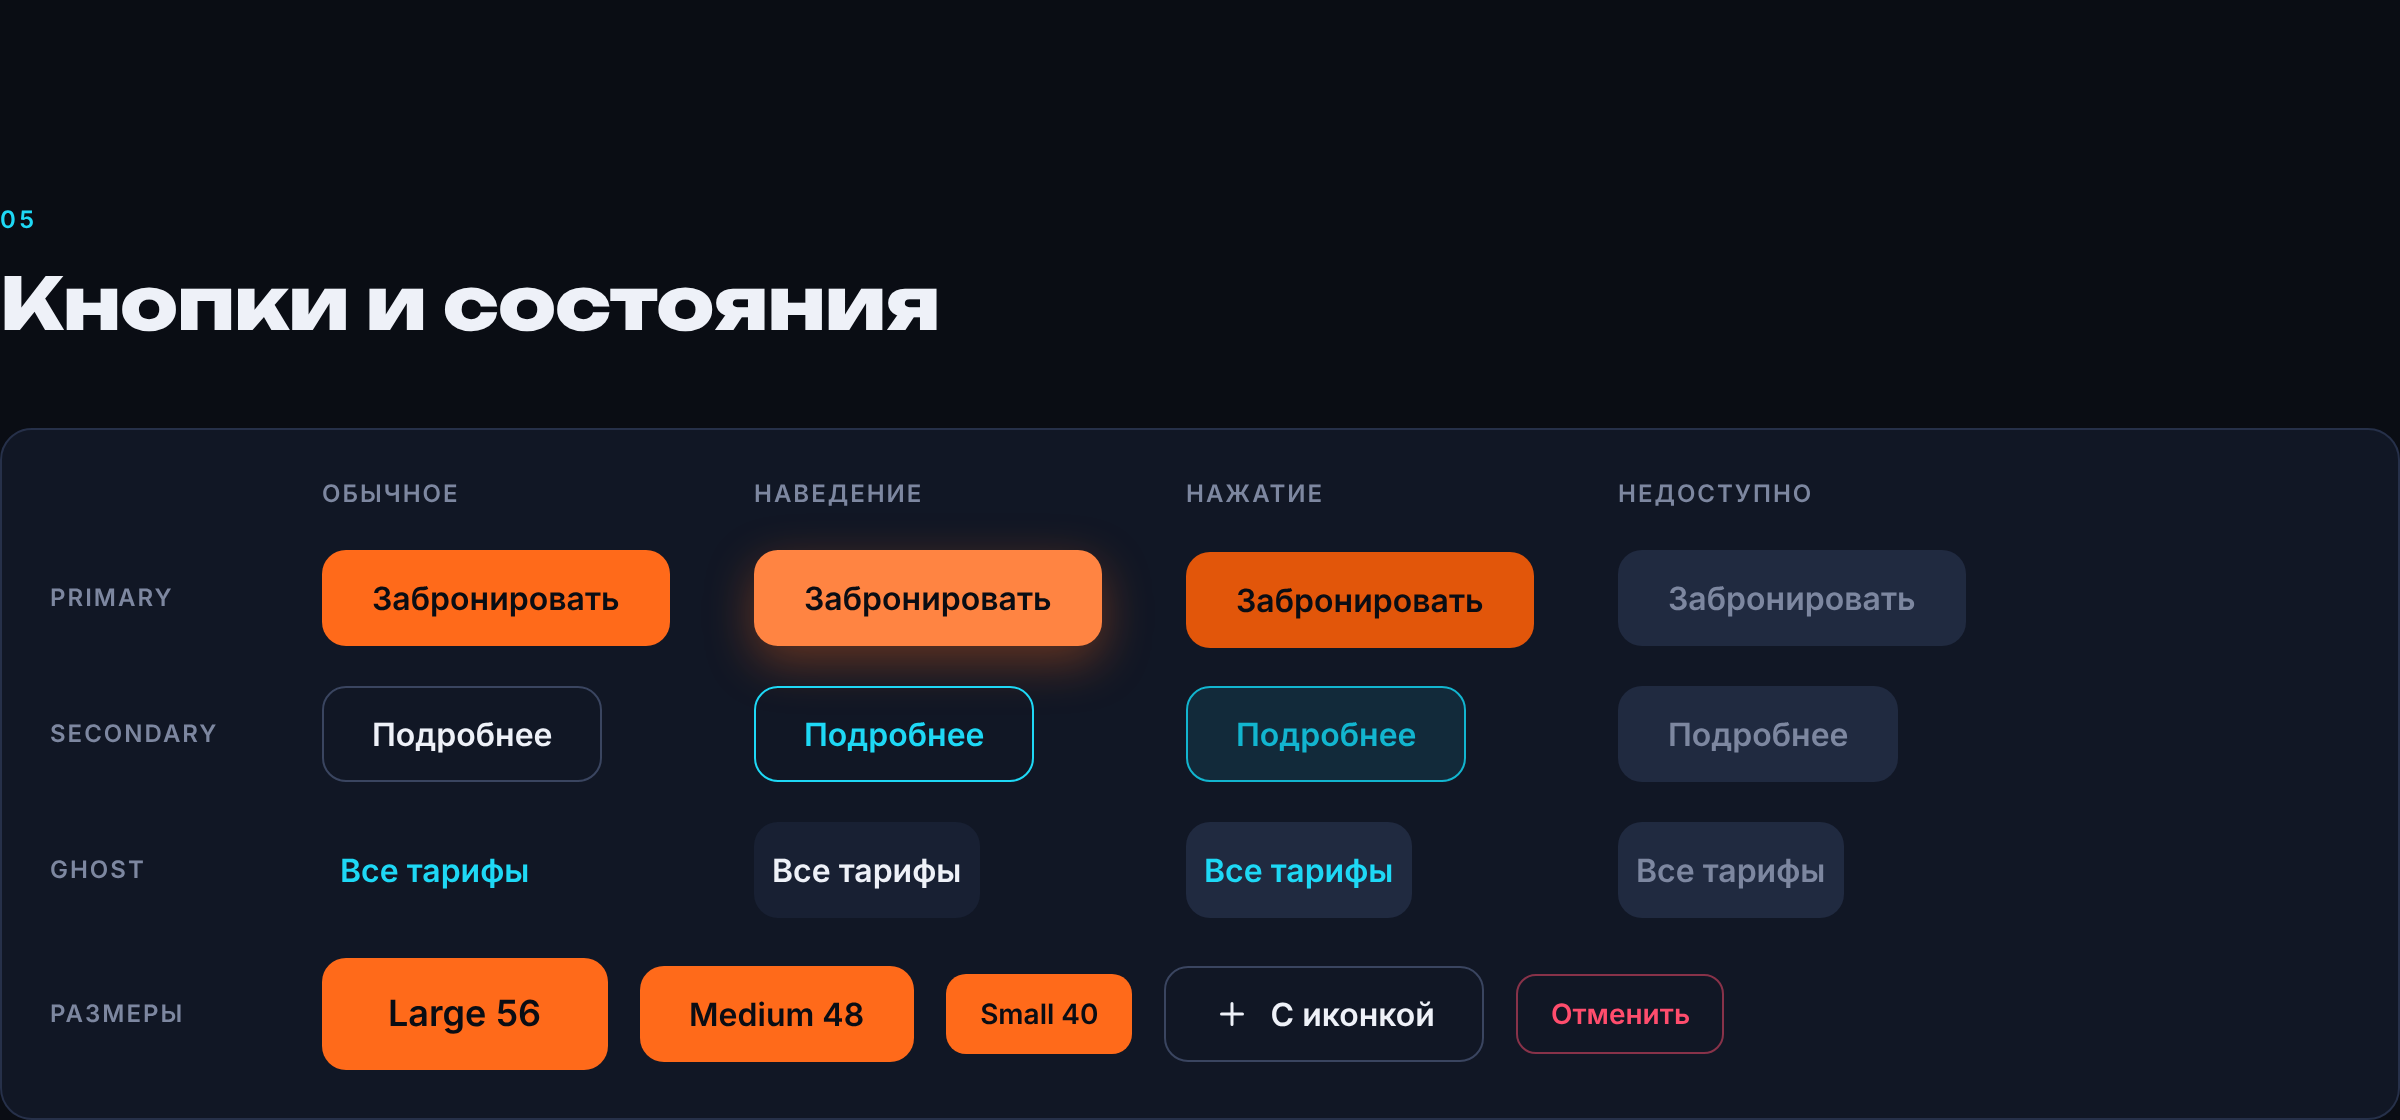 05
Кнопки и состояния
ОБЫЧНОЕ НАВЕДЕНИЕ НАЖАТИЕ НЕДОСТУПНО
PRIMARY Забронировать Забронировать Забронировать Забронировать
SECONDARY Подробнее Подробнее Подробнее Подробнее
GHOST Все тарифы Все тарифы Все тарифы Все тарифы
РАЗМЕРЫ Large 56 Medium 48 Small 40 + С иконкой Отменить